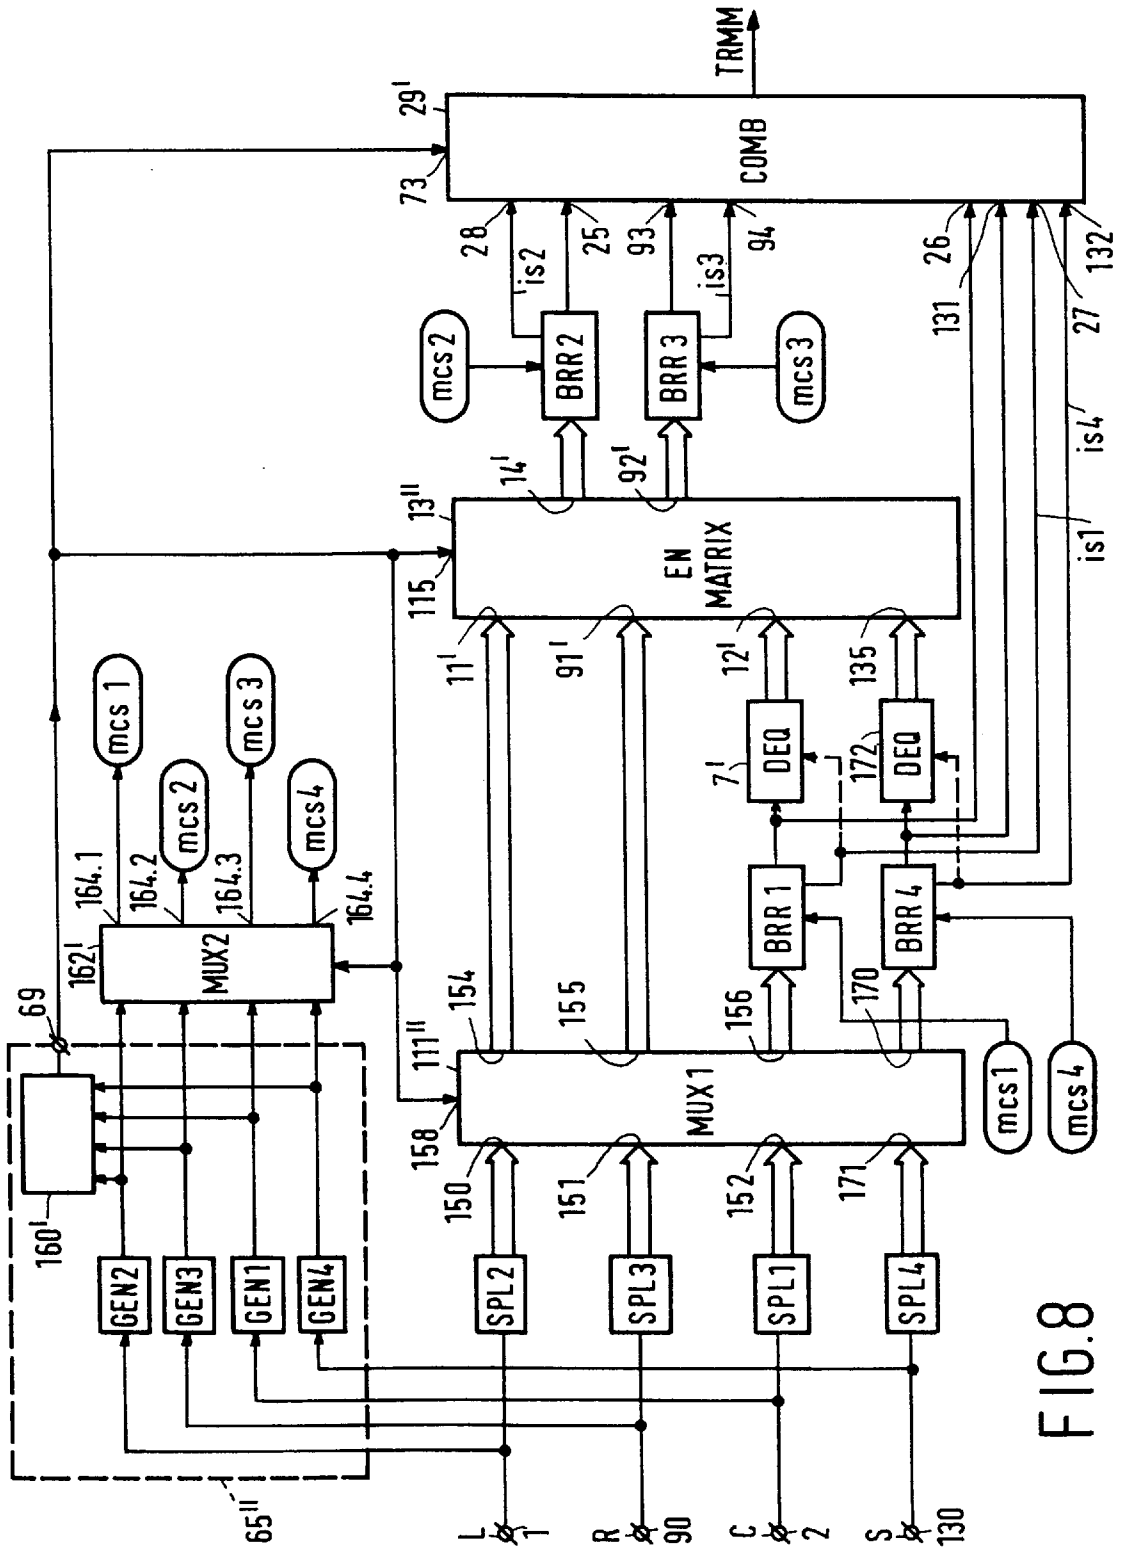 65''
160'
69
GEN2
GEN3
GEN1
GEN4
162'
MUX2
164.1
164.2
164.3
164.4
mcs 1
mcs 2
mcs 3
mcs4
L
1
R
90
C
2
S
130
SPL2
SPL3
SPL1
SPL4
150
151
152
171
158
111''
MUX1
154
155
156
170
mcs1
mcs4
BRR 1
BRR 4
7'
DEQ
172
DEQ
11'
91'
12'
135
115
13''
EN
MATRIX
14'
92'
mcs 2
BRR 2
BRR 3
mcs3
is2
is3
is1
is4
28
25
93
94
26
131
27
132
73
29'
COMB
TRMM
FIG.8